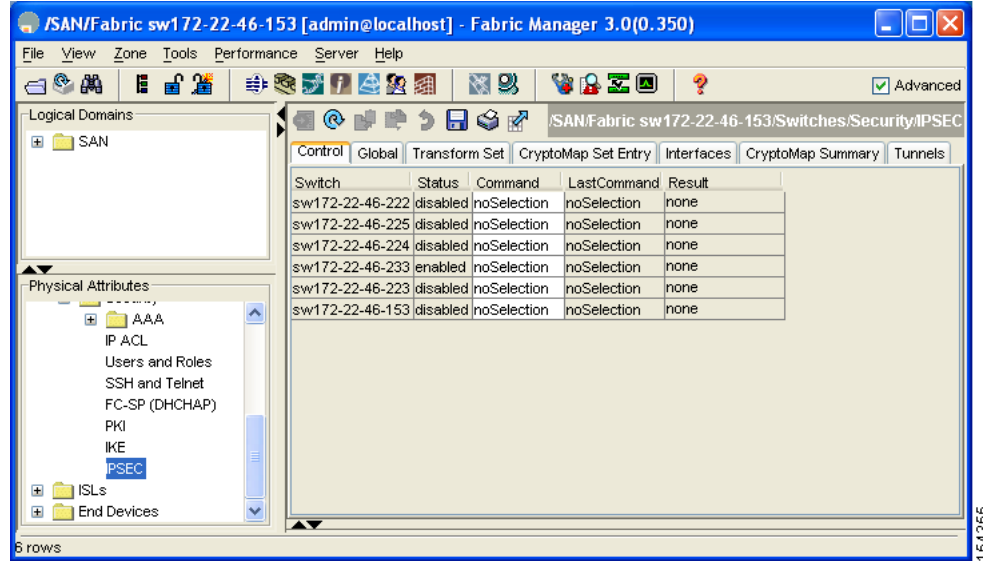 /SAN/Fabric sw172-22-46-153 [admin@localhost] - Fabric Manager 3.0(0.350)
File View Zone Tools Performance Server Help
Advanced
Logical Domains
SAN
/SAN/Fabric sw172-22-46-153/Switches/Security/IPSEC
Control Global Transform Set CryptoMap Set Entry Interfaces CryptoMap Summary Tunnels
Switch Status Command LastCommand Result
sw172-22-46-222 disabled noSelection noSelection none
sw172-22-46-225 disabled noSelection noSelection none
sw172-22-46-224 disabled noSelection noSelection none
sw172-22-46-233 enabled noSelection noSelection none
sw172-22-46-223 disabled noSelection noSelection none
sw172-22-46-153 disabled noSelection noSelection none
Physical Attributes
Security
AAA
IP ACL
Users and Roles
SSH and Telnet
FC-SP (DHCHAP)
PKI
IKE
IPSEC
ISLs
End Devices
6 rows